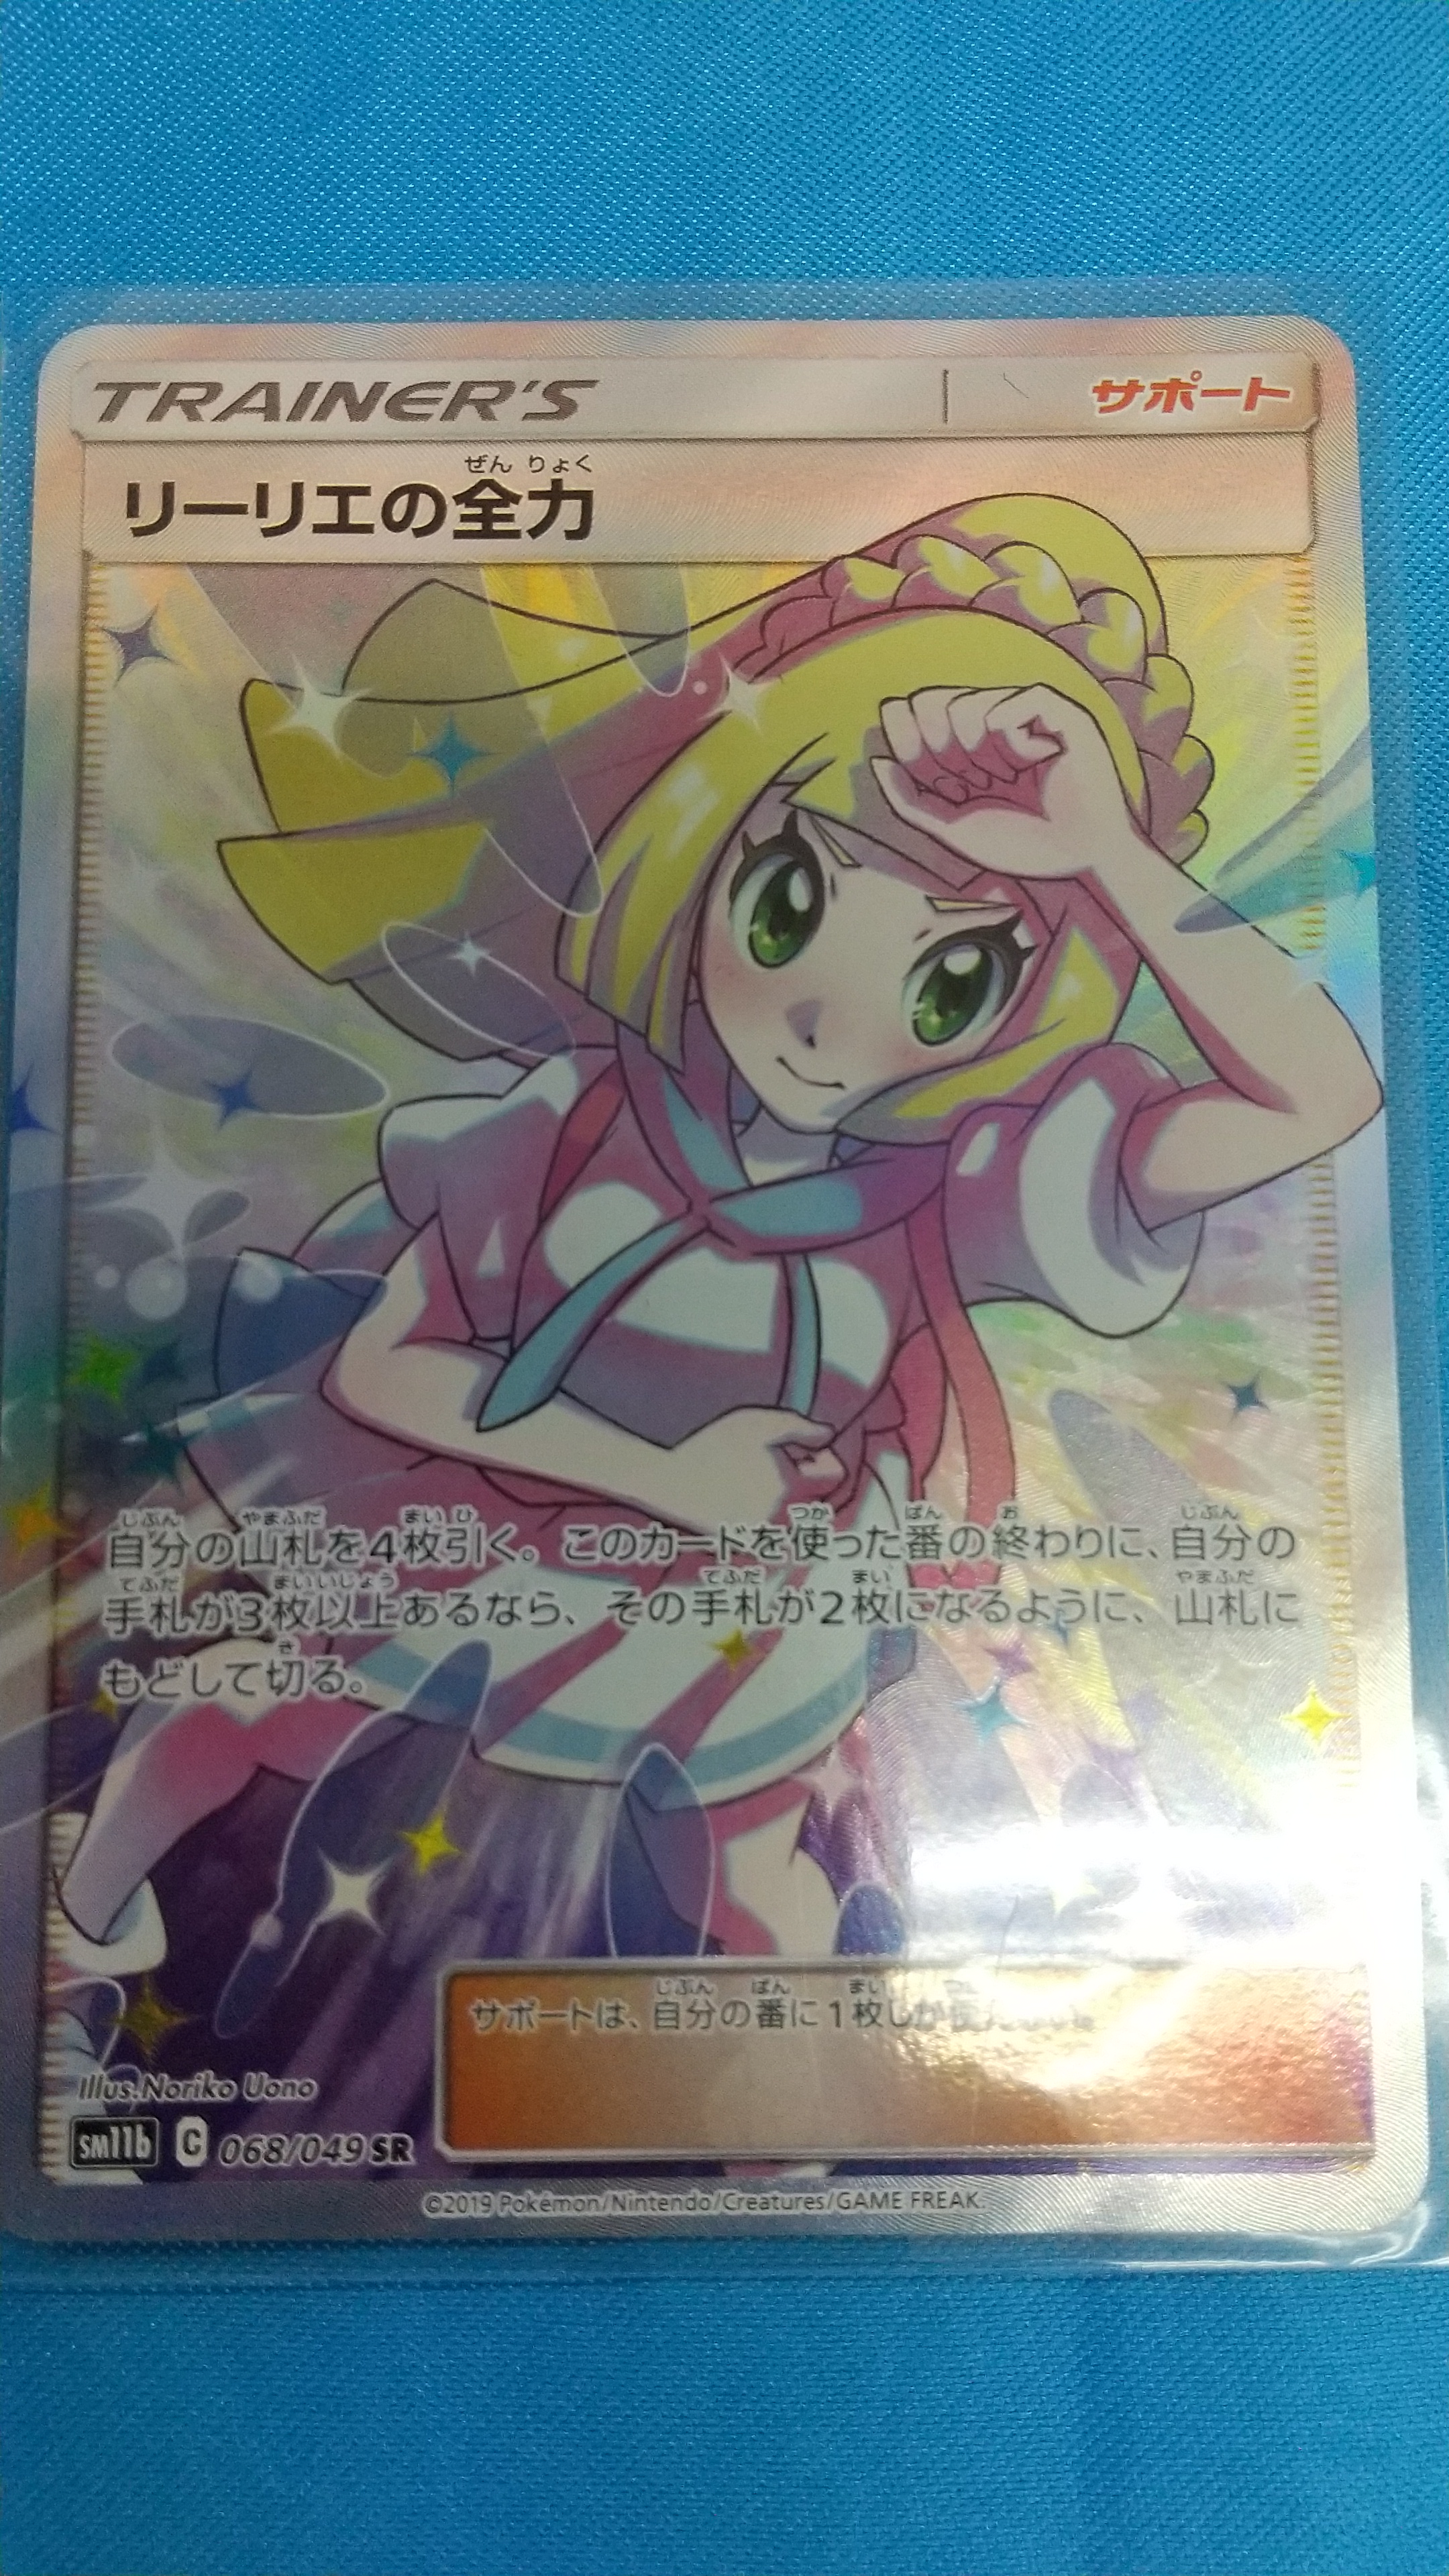 TRAINER'S
サポート
ぜんりょく
リーリエの全力
じぶん やまふだ まい ひ つか ばん お じぶん
自分の山札を4枚引く。このカードを使った番の終わりに、自分の
てふだ まいいじょう てふだ まい やまふだ
手札が3枚以上あるなら、その手札が2枚になるように、山札に
き
もどして切る。
じぶん ばん まい
サポートは、自分の番に1枚しか使
Illus.Noriko Uono
sm11b C 068/049 SR
©2019 Pokémon/Nintendo/Creatures/GAME FREAK.